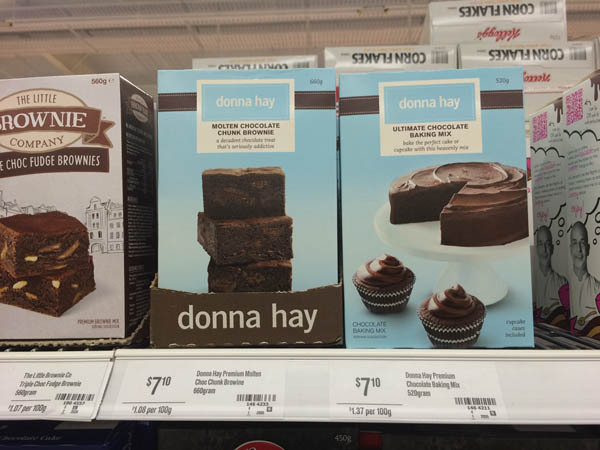 CORN FLAKES
Kellogg's
CORN FLAKES
CORN FLAKES
CORN FLAKES
560g
THE LITTLE
BROWNIE
COMPANY
E CHOC FUDGE BROWNIES
PREMIUM BROWNIE MIX
660g
donna hay
MOLTEN CHOCOLATE
CHUNK BROWNIE
a decadent chocolate treat
that's seriously addictive
donna hay
520g
donna hay
ULTIMATE CHOCOLATE
BAKING MIX
bake the perfect cake or
cupcake with this heavenly mix
CHOCOLATE
BAKING MIX
cupcake
cases
included
The Little Brownie Co
Triple Choc Fudge Brownie
560gram
$1.07 per 100g
$7.10
Donna Hay Premium Molten
Choc Chunk Brownie
660gram
$1.08 per 100g
$7.10
Donna Hay Premium
Chocolate Baking Mix
520gram
$1.37 per 100g
450g